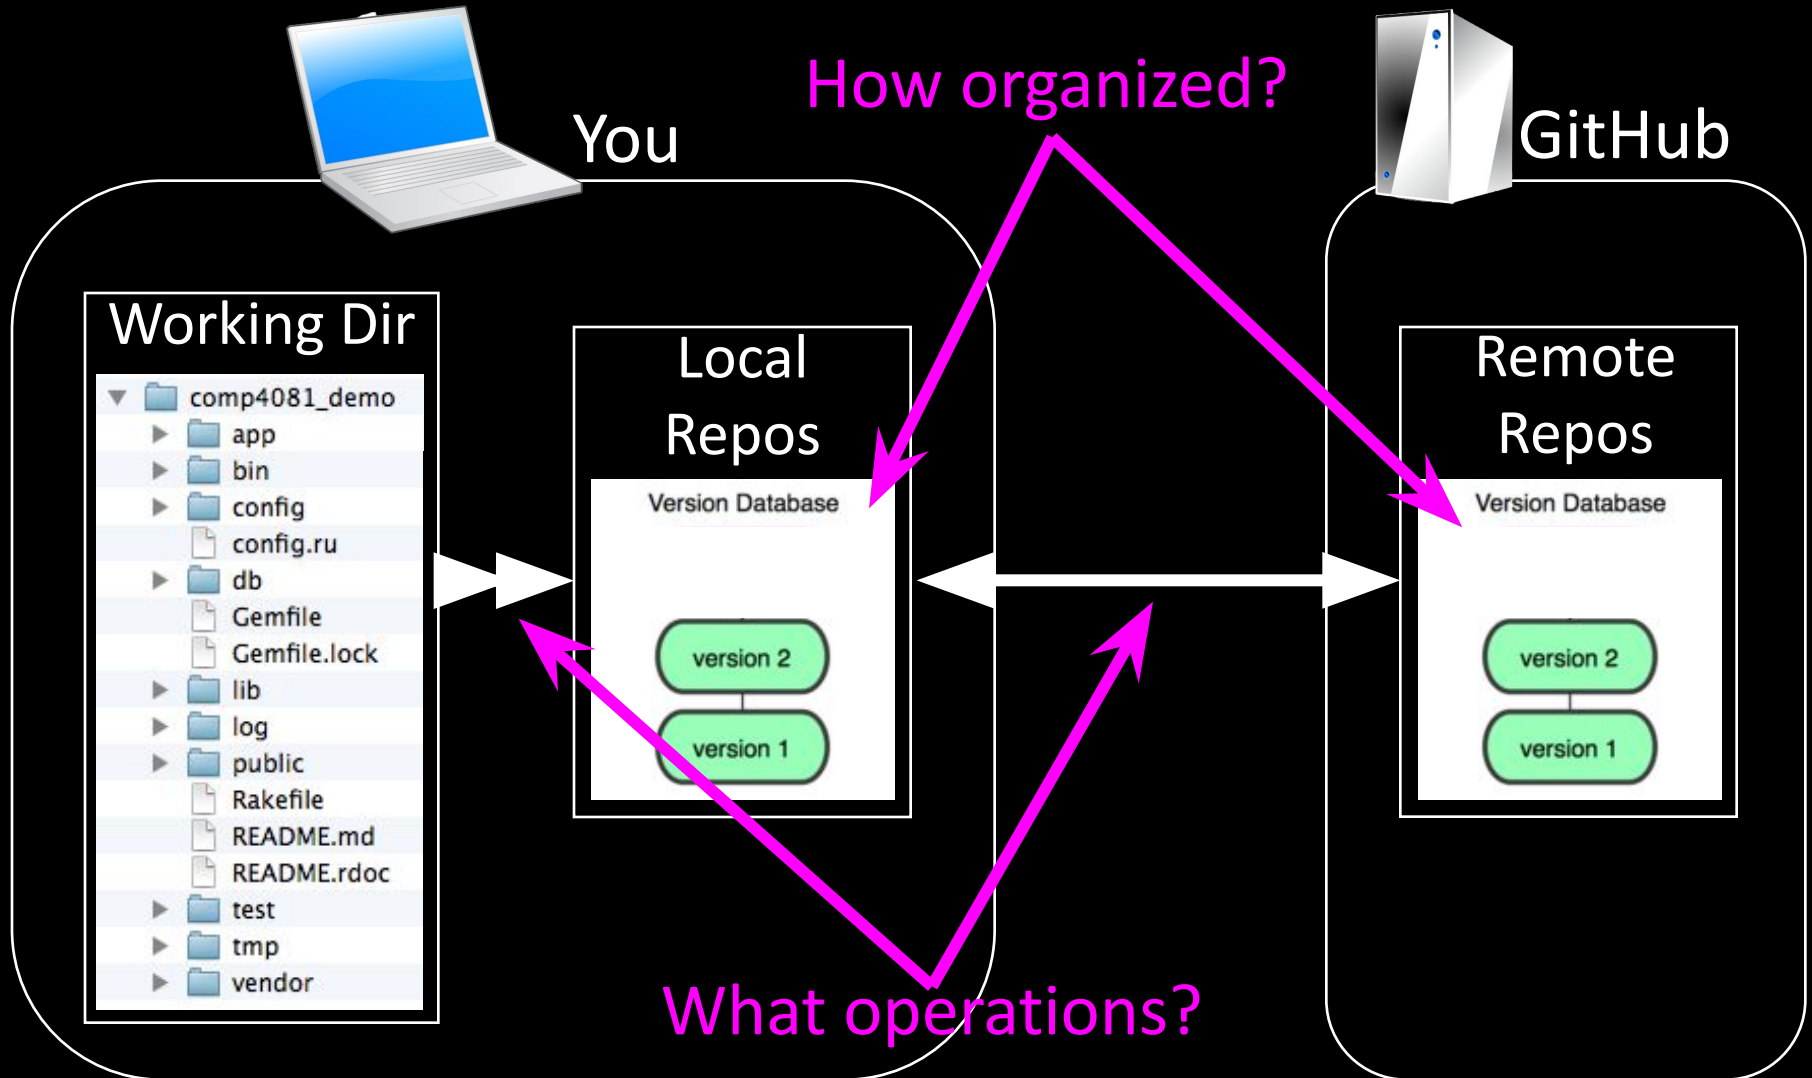 How organized?
You
GitHub
Working Dir
comp4081_demo
app
bin
config
config.ru
db
Gemfile
Gemfile.lock
lib
log
public
Rakefile
README.md
README.rdoc
test
tmp
vendor
Local
Repos
Version Database
version 2
version 1
Remote
Repos
Version Database
version 2
version 1
What operations?